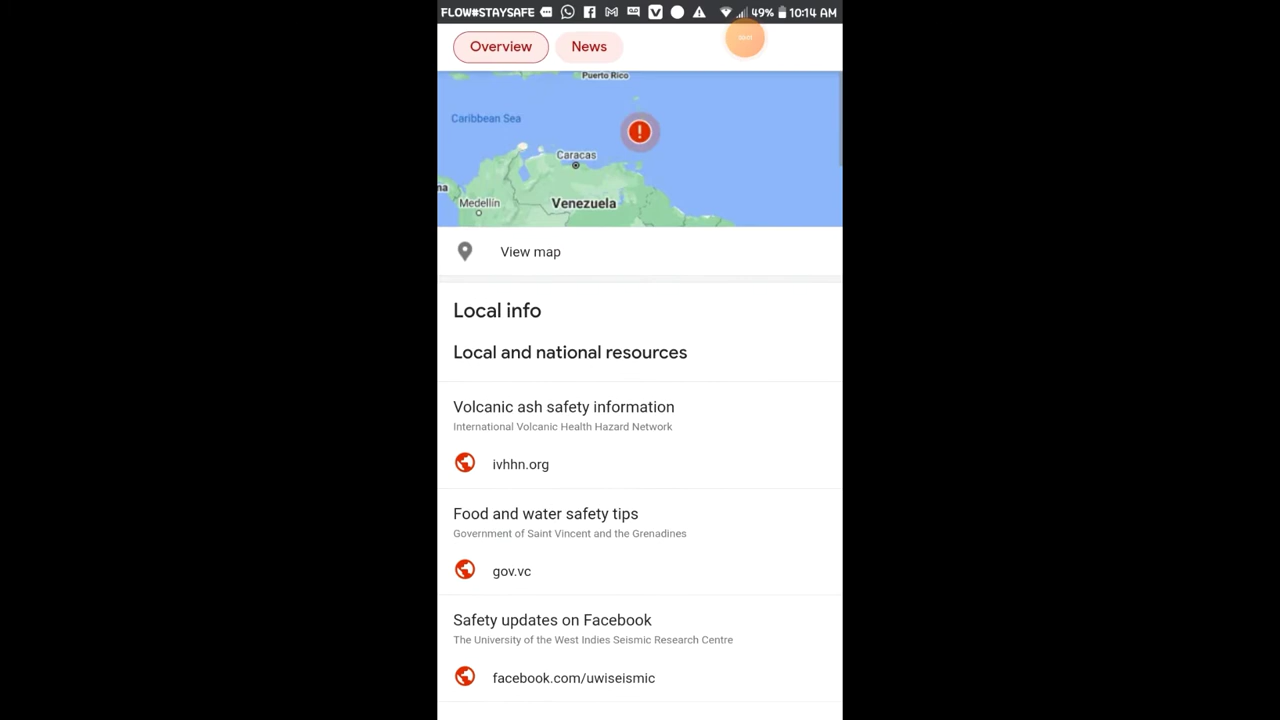 FLOW#STAYSAFE 49% 10:14 AM
Overview News
Puerto Rico
Caribbean Sea
Caracas
na
Medellín
Venezuela
View map
Local info
Local and national resources
Volcanic ash safety information
International Volcanic Health Hazard Network
ivhhn.org
Food and water safety tips
Government of Saint Vincent and the Grenadines
gov.vc
Safety updates on Facebook
The University of the West Indies Seismic Research Centre
facebook.com/uwiseismic